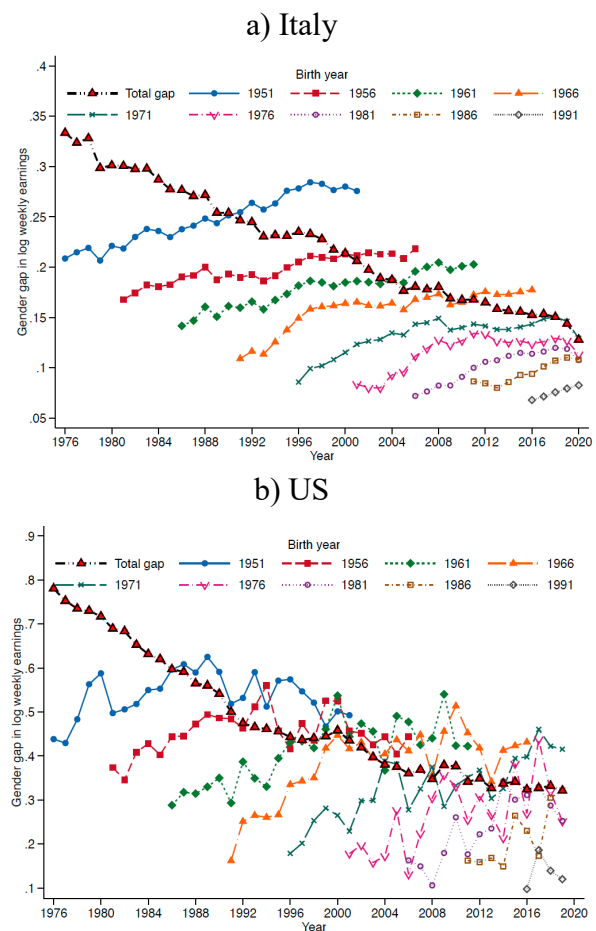 a) Italy
.4
.35
.3
.25
.2
.15
.1
.05
Gender gap in log weekly earnings
Birth year
Total gap 1951 1956 1961 1966
1971 1976 1981 1986 1991
1976 1980 1984 1988 1992 1996 2000 2004 2008 2012 2016 2020
Year
b) US
.9
.8
.7
.6
.5
.4
.3
.2
.1
Gender gap in log weekly earnings
Birth year
Total gap 1951 1956 1961 1966
1971 1976 1981 1986 1991
1976 1980 1984 1988 1992 1996 2000 2004 2008 2012 2016 2020
Year